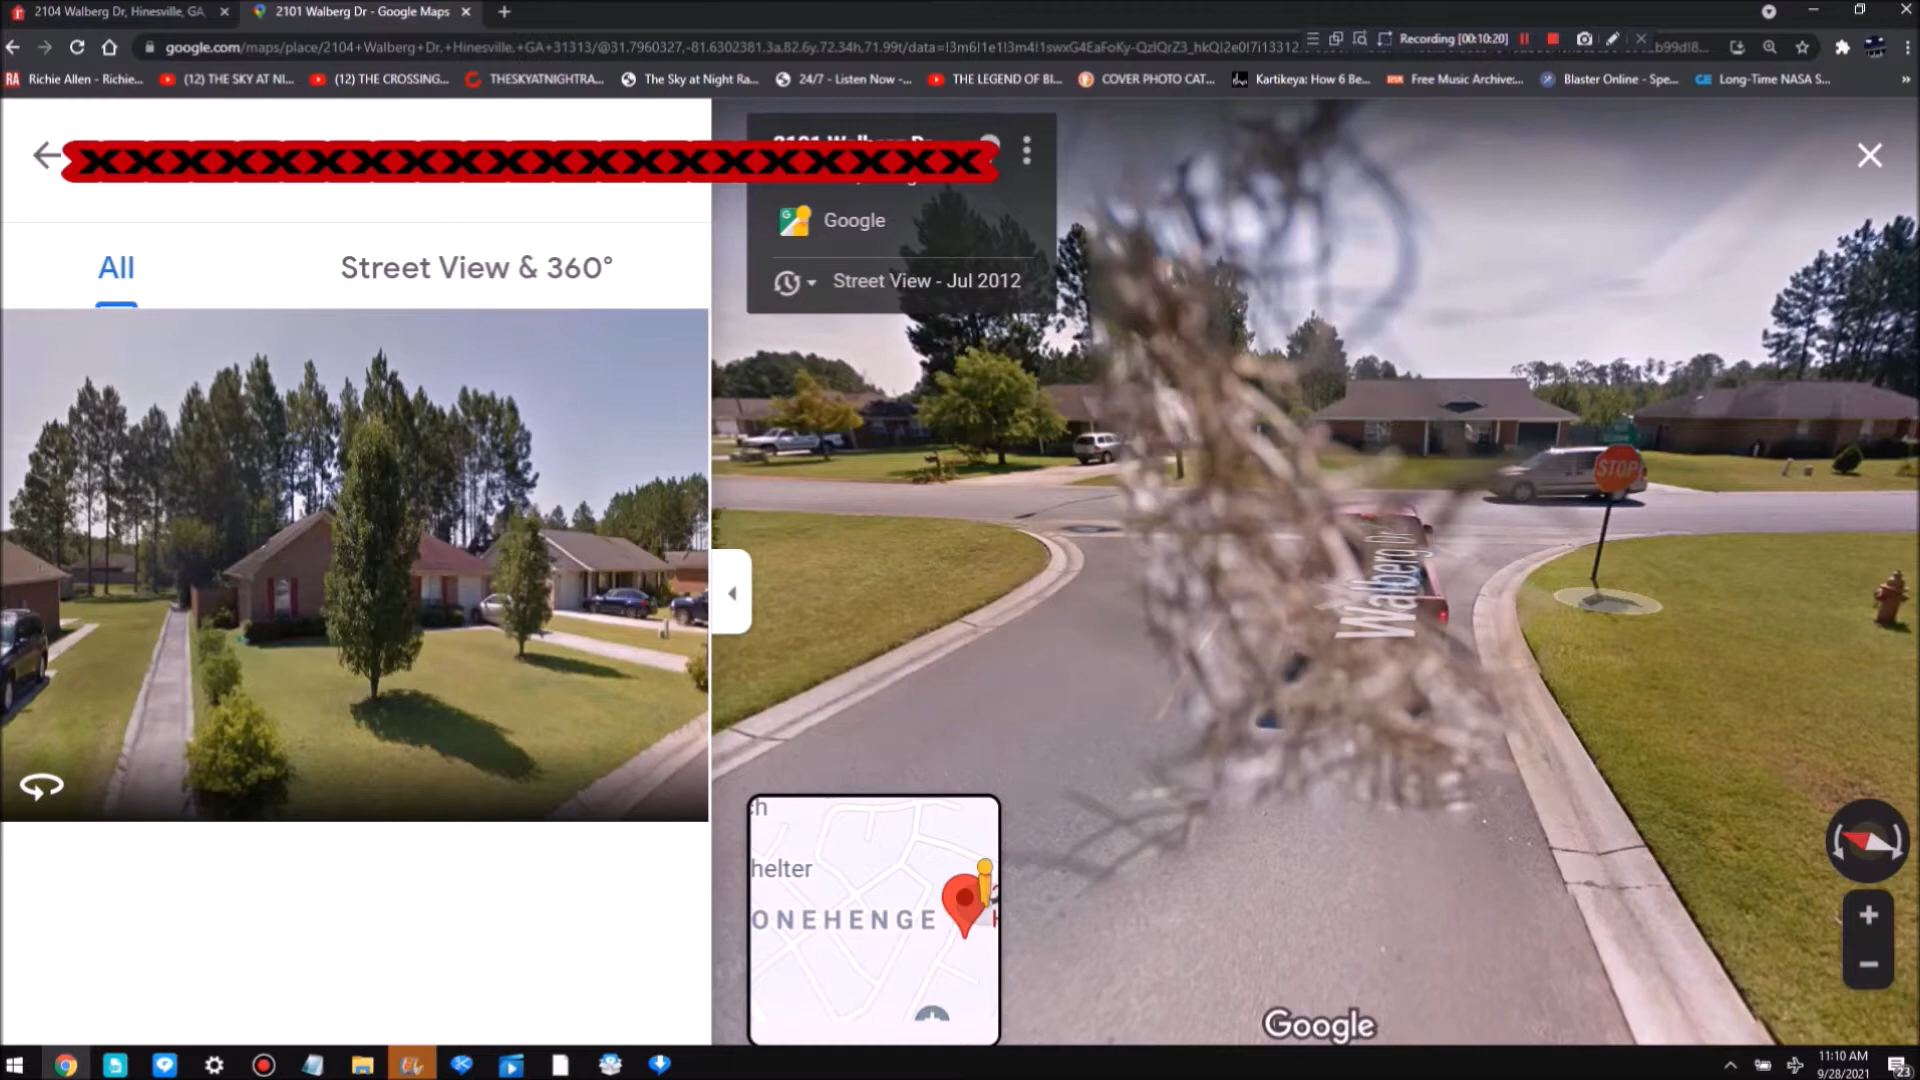 2104 Walberg Dr, Hinesville, GA
2101 Walberg Dr - Google Maps
google.com/maps/place/2104+Walberg+Dr,+Hinesville,+GA+31313/@31.7960327,-81.6302381,3a,82.6y,72.34h,71.99t/data=!3m6!1e1!3m4!1swxG4EaFoKy-QzlQrZ3_hkQ!2e0!7i13312
Recording [00:10:20]
RA Richie Allen - Richie...
(12) THE SKY AT NI...
(12) THE CROSSING...
THESKYATNIGHTRA...
The Sky at Night Ra...
24/7 - Listen Now -...
THE LEGEND OF BI...
COVER PHOTO CAT...
Kartikeya: How 6 Be...
Free Music Archive:...
Blaster Online - Spe...
Long-Time NASA S...
All
Street View & 360°
Google
Street View - Jul 2012
STOP
Walberg Dr
helter
ONEHENGE
Google
11:10 AM
9/28/2021
23